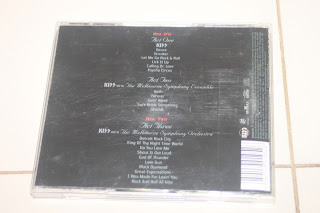 Disc One
Act One
KISS
Deuce
Strutter
Let Me Go Rock & Roll
Lick It Up
Calling Dr. Love
Psycho Circus
Act Two
KISS with The Melbourne Symphony Ensemble
Beth
Forever
Goin' Blind
Sure Know Something
Shandi
Disc Two
Act Three
KISS with The Melbourne Symphony Orchestra
Detroit Rock City
King Of The Night Time World
Do You Love Me
Shout It Out Loud
God Of Thunder
Love Gun
Black Diamond
Great Expectations
I Was Made For Lovin' You
Rock And Roll All Nite